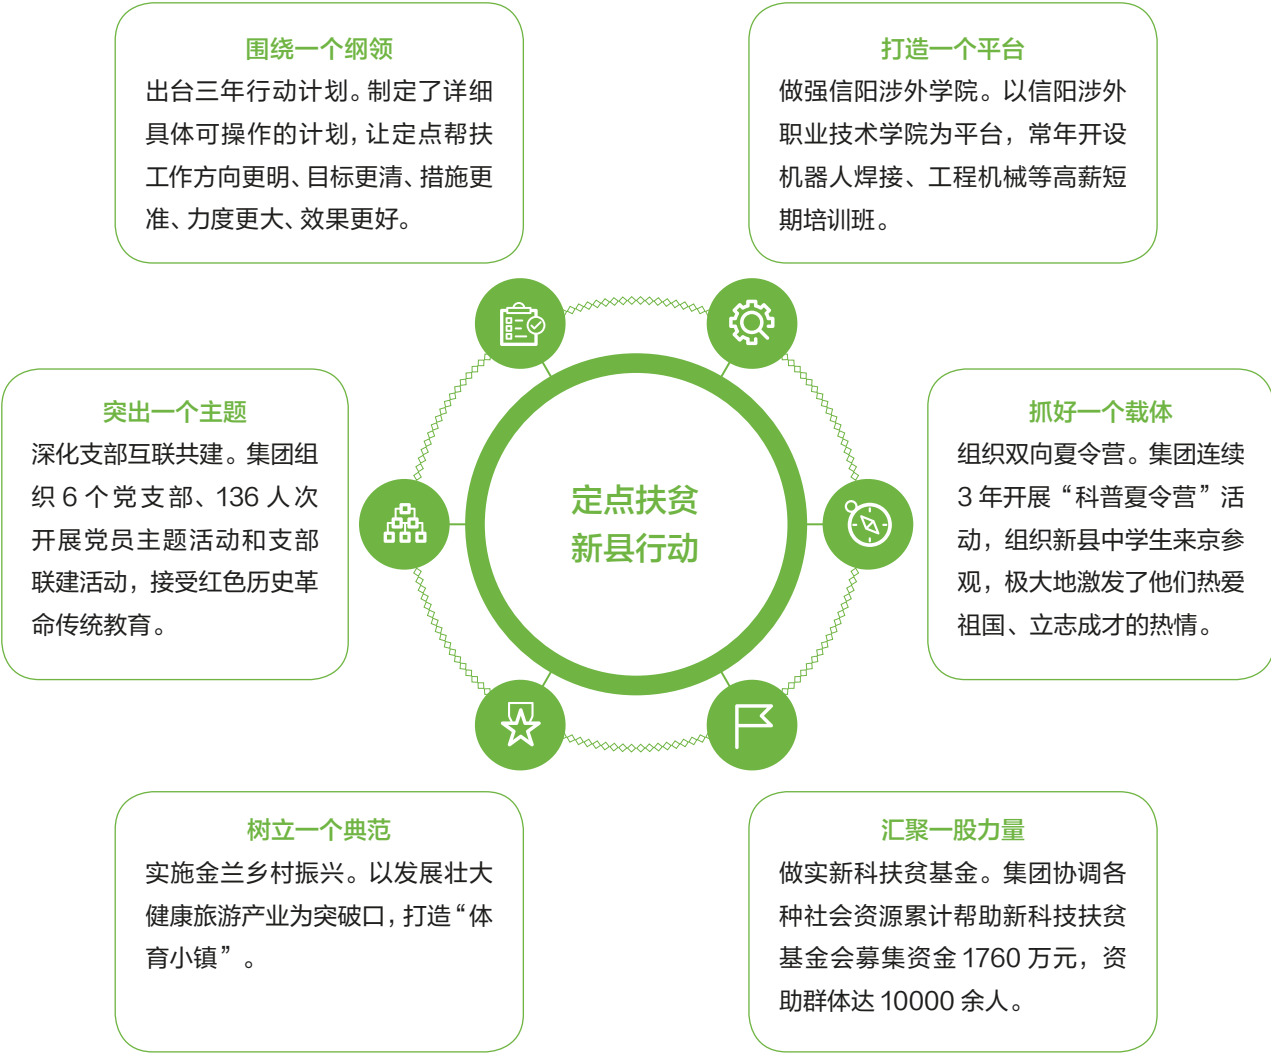 围绕一个纲领
出台三年行动计划。制定了详细
具体可操作的计划，让定点帮扶
工作方向更明、目标更清、措施更
准、力度更大、效果更好。
打造一个平台
做强信阳涉外学院。以信阳涉外
职业技术学院为平台，常年开设
机器人焊接、工程机械等高薪短
期培训班。
突出一个主题
深化支部互联共建。集团组
织 6 个党支部、136 人次
开展党员主题活动和支部
联建活动，接受红色历史革
命传统教育。
定点扶贫
新县行动
抓好一个载体
组织双向夏令营。集团连续
3 年开展“科普夏令营”活
动，组织新县中学生来京参
观，极大地激发了他们热爱
祖国、立志成才的热情。
树立一个典范
实施金兰乡村振兴。以发展壮大
健康旅游产业为突破口，打造“体
育小镇”。
汇聚一股力量
做实新科扶贫基金。集团协调各
种社会资源累计帮助新科技扶贫
基金会募集资金 1760 万元，资
助群体达 10000 余人。